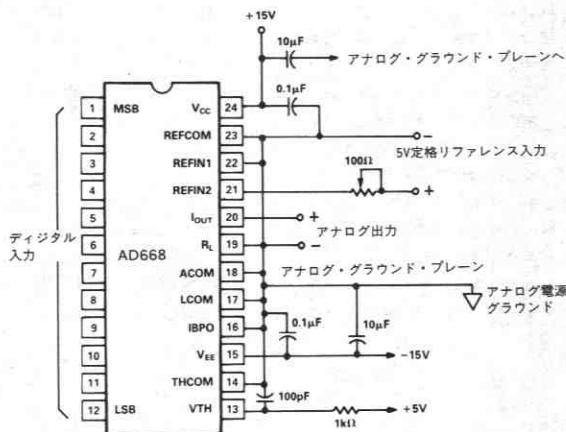 +15V
10μF
アナログ・グラウンド・プレーンへ
0.1μF
1 MSB VCC 24
2 REFCOM 23
−
5V定格リファレンス入力
3 REFIN1 22
100Ω
4 REFIN2 21
+
5 IOUT 20
+
アナログ出力
ディジタル
入力
6 RL 19
−
AD668
7 ACOM 18
アナログ・グラウンド・プレーン
8 LCOM 17
アナログ電源
グラウンド
9 IBPO 16
0.1μF
10μF
10 VEE 15
−15V
11 THCOM 14
100pF
12 LSB VTH 13
+5V
1kΩ